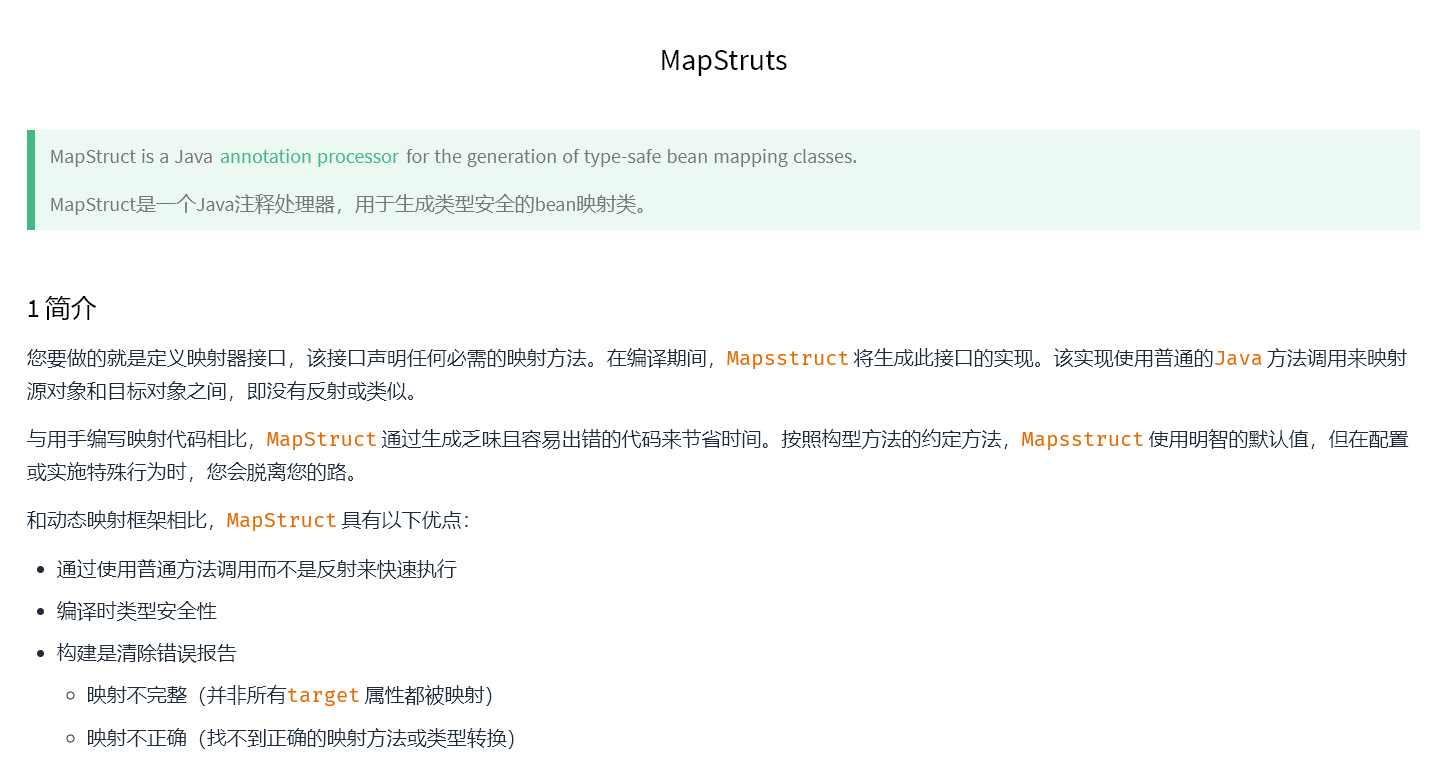 MapStruts
MapStruct is a Java annotation processor for the generation of type-safe bean mapping classes.
MapStruct是一个Java注释处理器，用于生成类型安全的bean映射类。
1 简介
您要做的就是定义映射器接口，该接口声明任何必需的映射方法。在编译期间，Mapsstruct 将生成此接口的实现。该实现使用普通的Java 方法调用来映射
源对象和目标对象之间，即没有反射或类似。
与用手编写映射代码相比，MapStruct 通过生成乏味且容易出错的代码来节省时间。按照构型方法的约定方法，Mapsstruct 使用明智的默认值，但在配置
或实施特殊行为时，您会脱离您的路。
和动态映射框架相比，MapStruct 具有以下优点：
• 通过使用普通方法调用而不是反射来快速执行
• 编译时类型安全性
• 构建是清除错误报告
◦ 映射不完整（并非所有target 属性都被映射）
◦ 映射不正确（找不到正确的映射方法或类型转换）